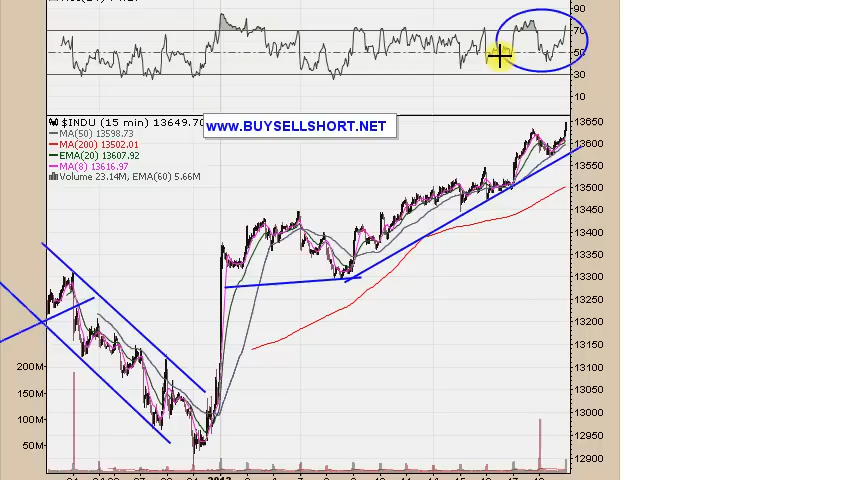 90
70
50
30
10
$INDU (15 min) 13649.70
www.BUYSELLSHORT.NET
MA(50) 13598.73
MA(200) 13502.01
EMA(20) 13607.92
MA(8) 13616.97
Volume 23.14M, EMA(60) 5.66M
13650
13600
13550
13500
13450
13400
13350
13300
13250
13200
13150
13100
13050
13000
12950
12900
200M
150M
100M
50M